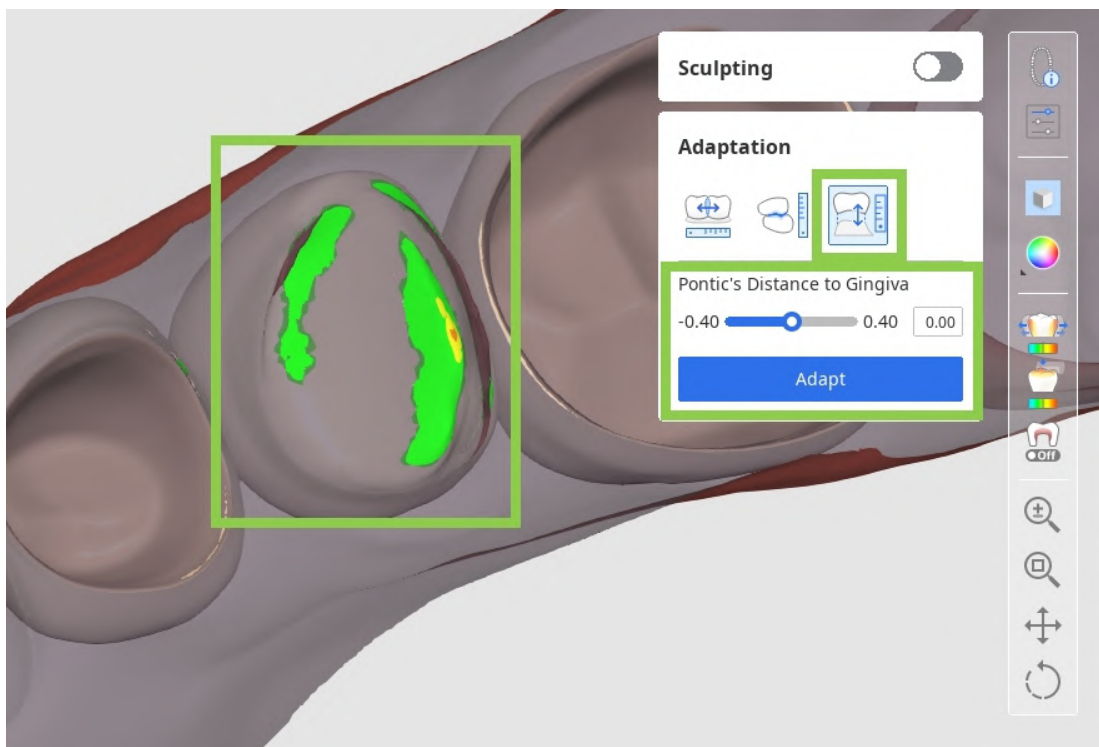 Sculpting
Adaptation
Pontic's Distance to Gingiva
-0.40 0.40 0.00
Adapt
Off